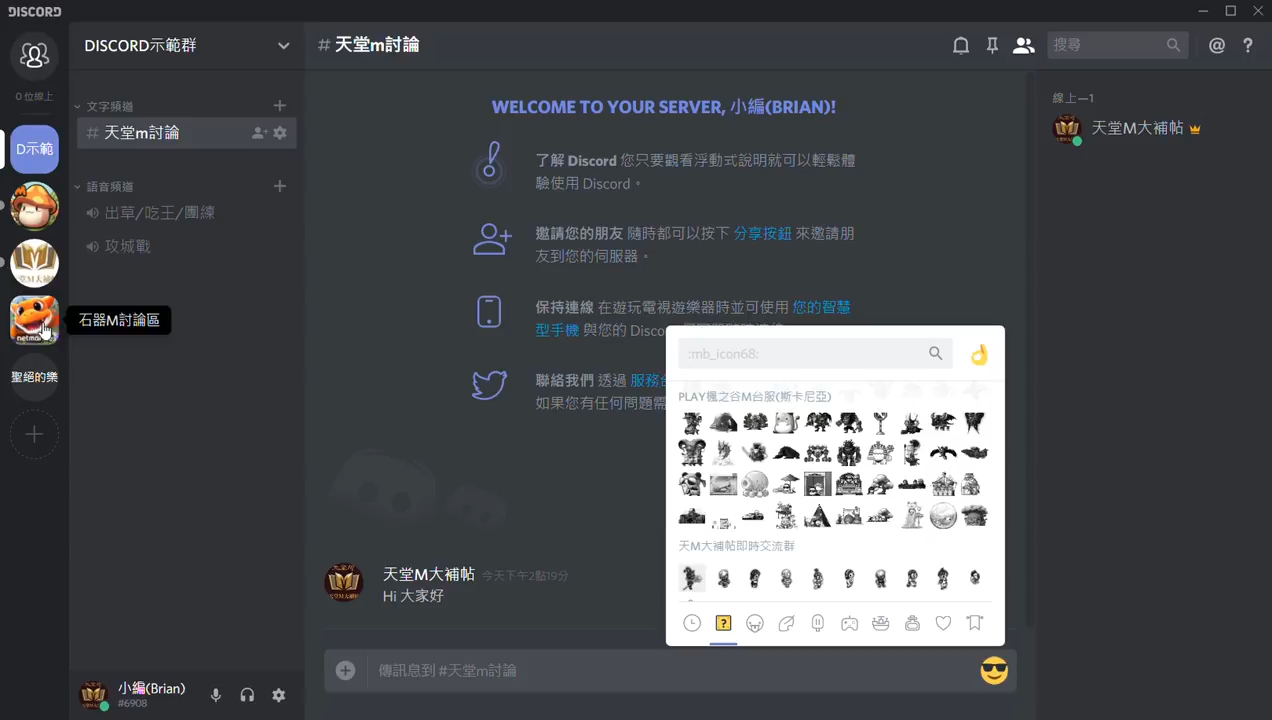 DISCORD
DISCORD示範群
# 天堂m討論
搜尋
@
?
0 位線上
D示範
石器M討論區
netmar
聖絕的樂
文字頻道
# 天堂m討論
語音頻道
出草/吃王/團練
攻城戰
WELCOME TO YOUR SERVER, 小編(BRIAN)!
了解 Discord 您只要觀看浮動式說明就可以輕鬆體
驗使用 Discord。
邀請您的朋友 隨時都可以按下 分享按鈕 來邀請朋
友到您的伺服器。
保持連線 在遊玩電視遊樂器時並可使用 您的智慧
型手機 與您的 Disco
聯絡我們 透過 服務台
如果您有任何問題需
天堂M大補帖 今天下午2點19分
Hi 大家好
傳訊息到 #天堂m討論
:mb_icon68:
PLAY楓之谷M台服(斯卡尼亞)
天M大補帖即時交流群
線上—1
天堂M大補帖
小編(Brian)
#6908